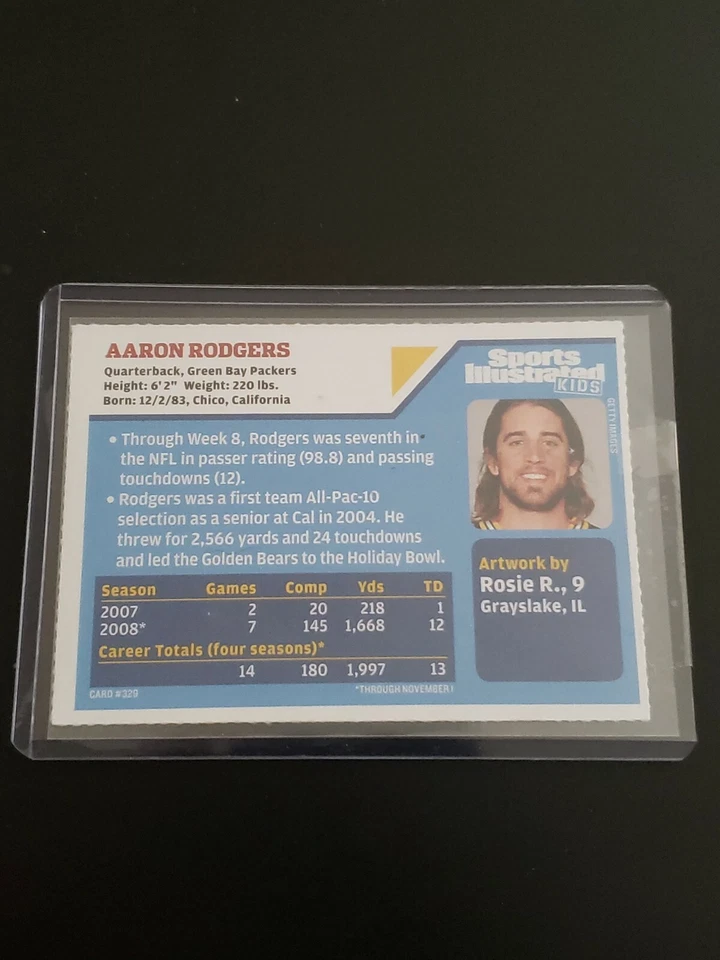 AARON RODGERS
Quarterback, Green Bay Packers
Height: 6'2" Weight: 220 lbs.
Born: 12/2/83, Chico, California
Sports
Illustrated
KIDS
GETTY IMAGES
• Through Week 8, Rodgers was seventh in
the NFL in passer rating (98.8) and passing
touchdowns (12).
• Rodgers was a first team All-Pac-10
selection as a senior at Cal in 2004. He
threw for 2,566 yards and 24 touchdowns
and led the Golden Bears to the Holiday Bowl.
Season Games Comp Yds TD
2007 2 20 218 1
2008* 7 145 1,668 12
Career Totals (four seasons)*
14 180 1,997 13
CARD #329
*THROUGH NOVEMBER 1
Artwork by
Rosie R., 9
Grayslake, IL